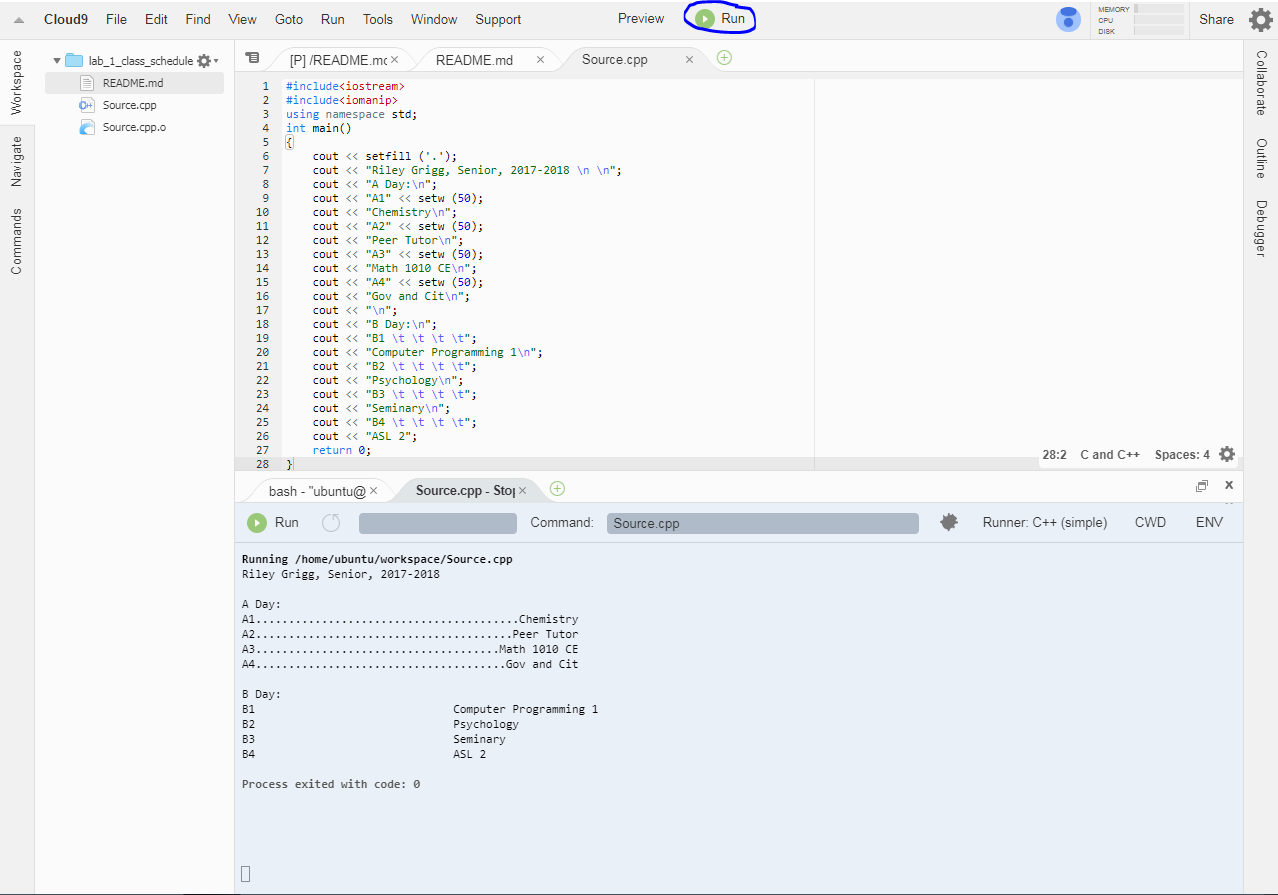 Cloud9 File Edit Find View Goto Run Tools Window Support Preview Run MEMORY CPU DISK Share
Workspace
Navigate
Commands
lab_1_class_schedule
README.md
Source.cpp
Source.cpp.o
[P] /README.mc × README.md × Source.cpp ×
1 #include<iostream>
2 #include<iomanip>
3 using namespace std;
4 int main()
5 {
6     cout << setfill ('.');
7     cout << "Riley Grigg, Senior, 2017-2018 \n \n";
8     cout << "A Day:\n";
9     cout << "A1" << setw (50);
10     cout << "Chemistry\n";
11     cout << "A2" << setw (50);
12     cout << "Peer Tutor\n";
13     cout << "A3" << setw (50);
14     cout << "Math 1010 CE\n";
15     cout << "A4" << setw (50);
16     cout << "Gov and Cit\n";
17     cout << "\n";
18     cout << "B Day:\n";
19     cout << "B1 \t \t \t \t";
20     cout << "Computer Programming 1\n";
21     cout << "B2 \t \t \t \t";
22     cout << "Psychology\n";
23     cout << "B3 \t \t \t \t";
24     cout << "Seminary\n";
25     cout << "B4 \t \t \t \t";
26     cout << "ASL 2";
27     return 0;
28 }
28:2 C and C++ Spaces: 4
Collaborate
Outline
Debugger
bash - "ubuntu@ × Source.cpp - Stop ×
Run Command: Source.cpp Runner: C++ (simple) CWD ENV
Running /home/ubuntu/workspace/Source.cpp
Riley Grigg, Senior, 2017-2018
A Day:
A1........................................Chemistry
A2.......................................Peer Tutor
A3.....................................Math 1010 CE
A4......................................Gov and Cit
B Day:
B1 Computer Programming 1
B2 Psychology
B3 Seminary
B4 ASL 2
Process exited with code: 0